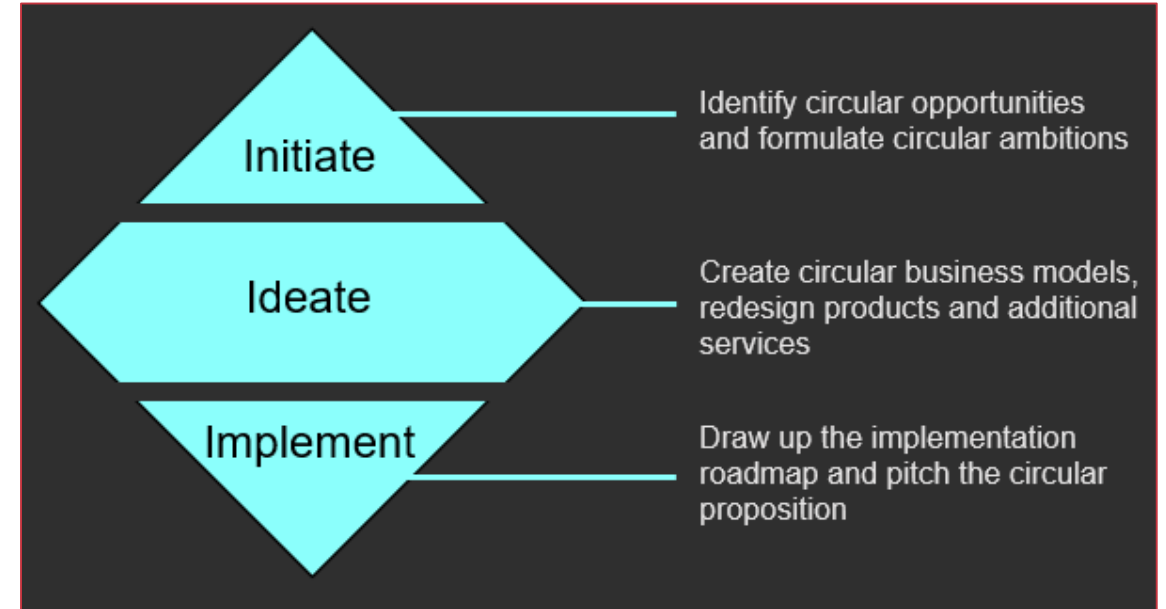 Initiate
Identify circular opportunities
and formulate circular ambitions
Ideate
Create circular business models,
redesign products and additional
services
Implement
Draw up the implementation
roadmap and pitch the circular
proposition